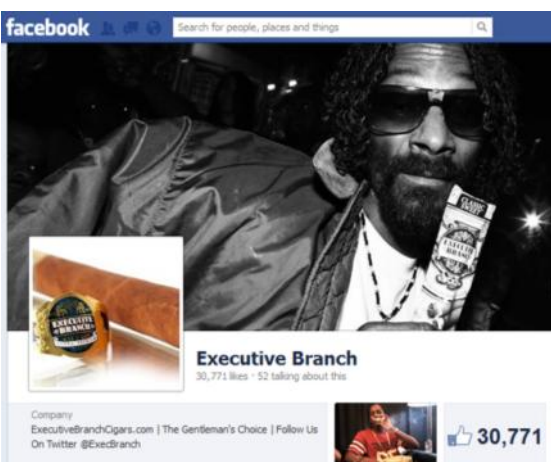 facebook
Search for people, places and things
CLASSIC
SWEET
EXECUTIVE
BRANCH
EXECUTIVE
BRANCH
Executive Branch
30,771 likes · 52 talking about this
Company
ExecutiveBranchCigars.com | The Gentleman's Choice | Follow Us
On Twitter @ExecBranch
30,771